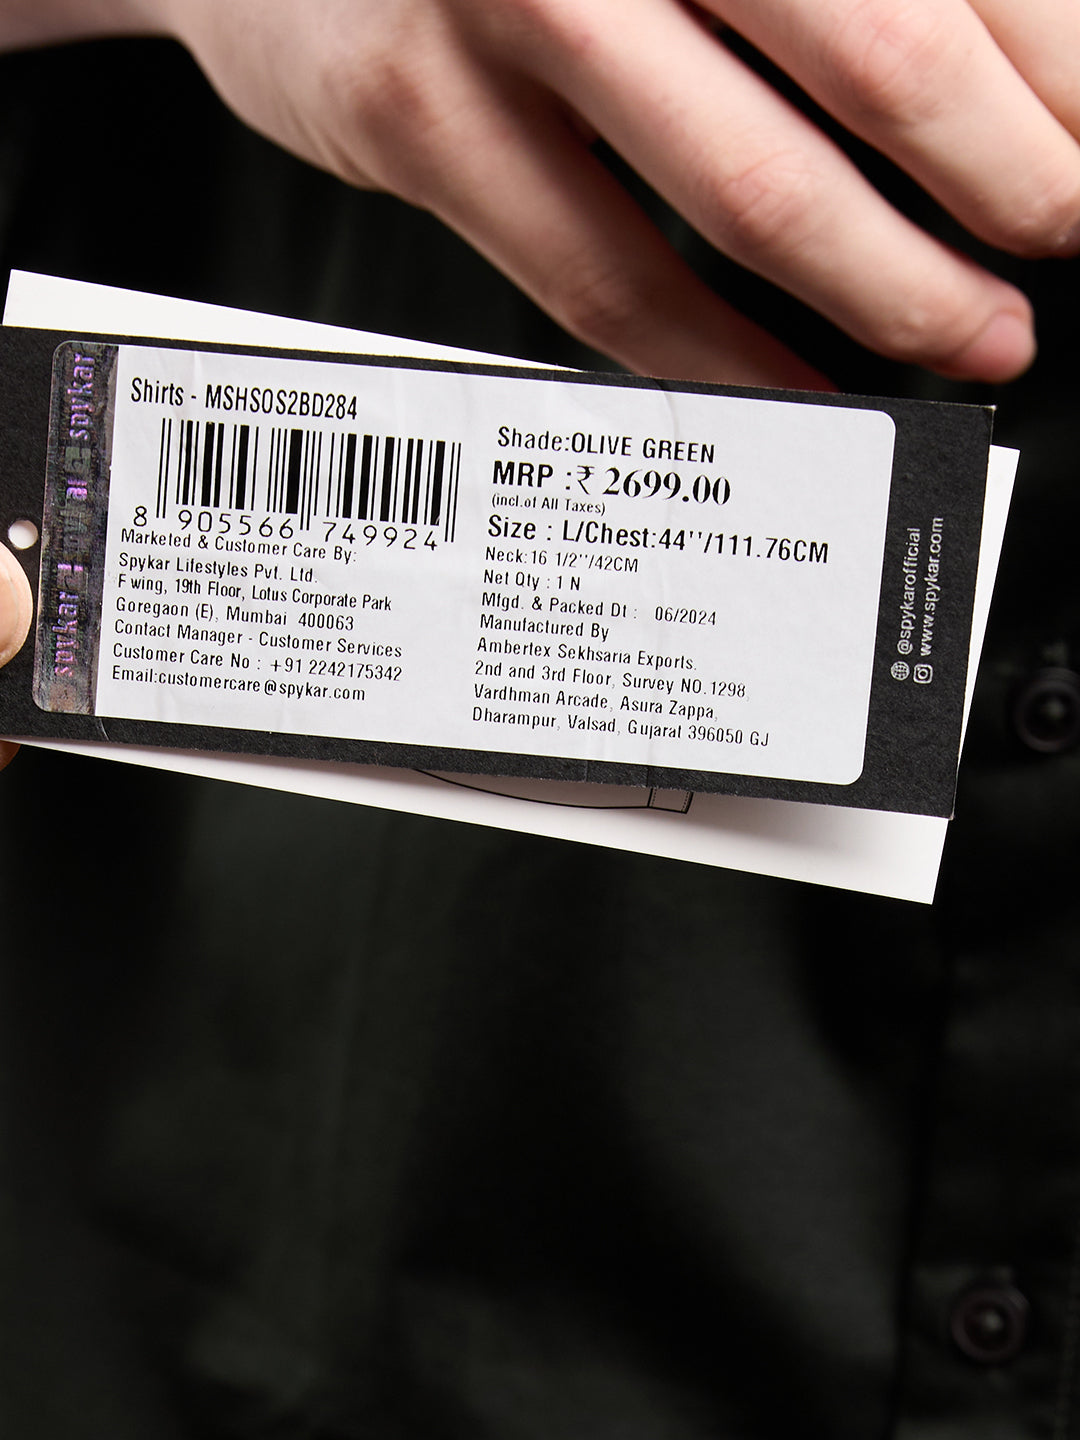 Shirts - MSHSOS2BD284
8 905566 749924
Marketed & Customer Care By:
Spykar Lifestyles Pvt. Ltd.
F wing, 19th Floor, Lotus Corporate Park
Goregaon (E), Mumbai 400063
Contact Manager - Customer Services
Customer Care No : +91 2242175342
Email:customercare@spykar.com
Shade:OLIVE GREEN
MRP :₹ 2699.00
(incl.of All Taxes)
Size : L/Chest:44''/111.76CM
Neck:16 1/2''/42CM
Net Qty : 1 N
Mfgd. & Packed Dt : 06/2024
Manufactured By
Ambertex Sekhsaria Exports.
2nd and 3rd Floor, Survey NO.1298,
Vardhman Arcade, Asura Zappa,
Dharampur, Valsad, Gujarat 396050 GJ
@spykarofficial
www.spykar.com
spykar
spykar